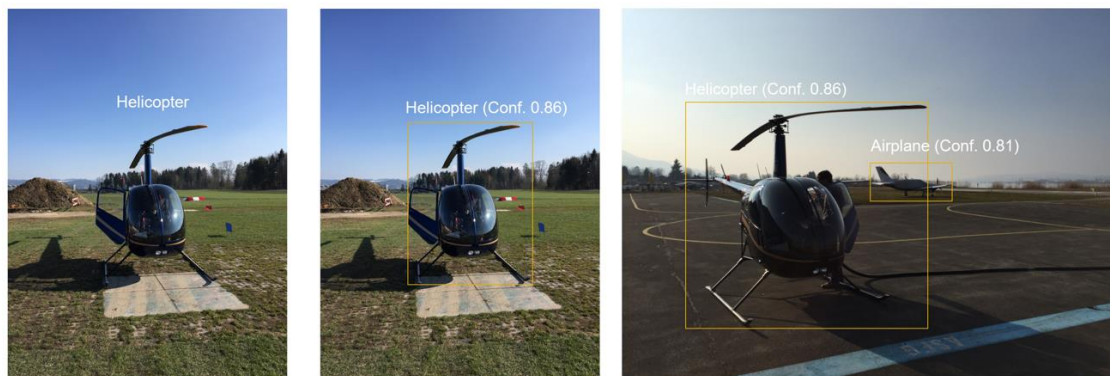 Helicopter
Helicopter (Conf. 0.86)
Helicopter (Conf. 0.86)
Airplane (Conf. 0.81)